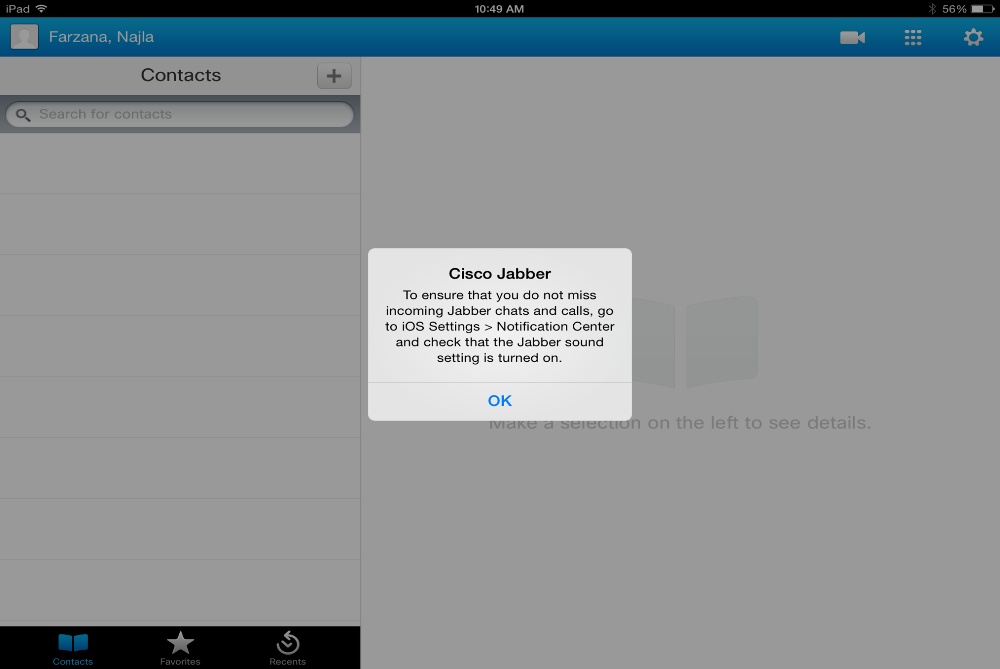 iPad
10:49 AM
56%
Farzana, Najla
Contacts
Search for contacts
Cisco Jabber
To ensure that you do not miss
incoming Jabber chats and calls, go
to iOS Settings > Notification Center
and check that the Jabber sound
setting is turned on.
OK
Make a selection on the left to see details.
Contacts
Favorites
Recents